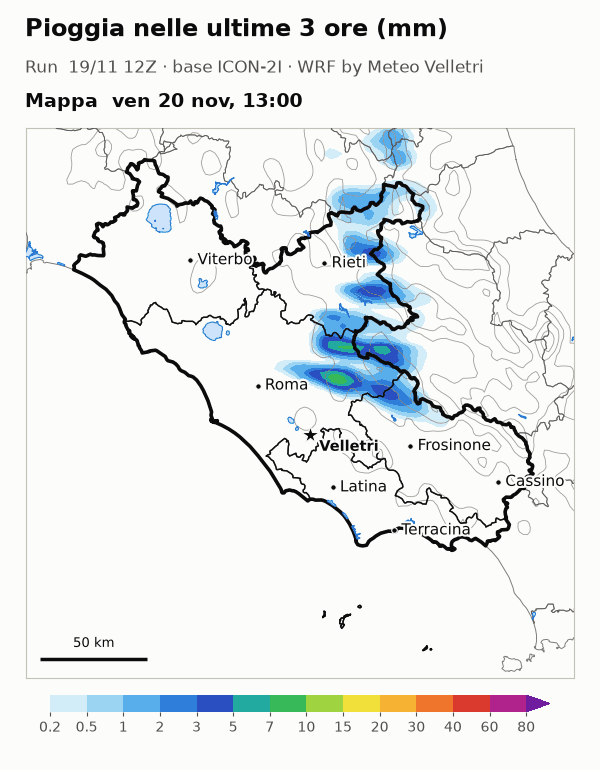 Pioggia nelle ultime 3 ore (mm)
Run  19/11 12Z · base ICON-2I · WRF by Meteo Velletri
Mappa  ven 20 nov, 13:00
Viterbo
Rieti
Roma
Velletri
Frosinone
Cassino
Latina
Terracina
50 km
0.2 0.5 1 2 3 5 7 10 15 20 30 40 60 80